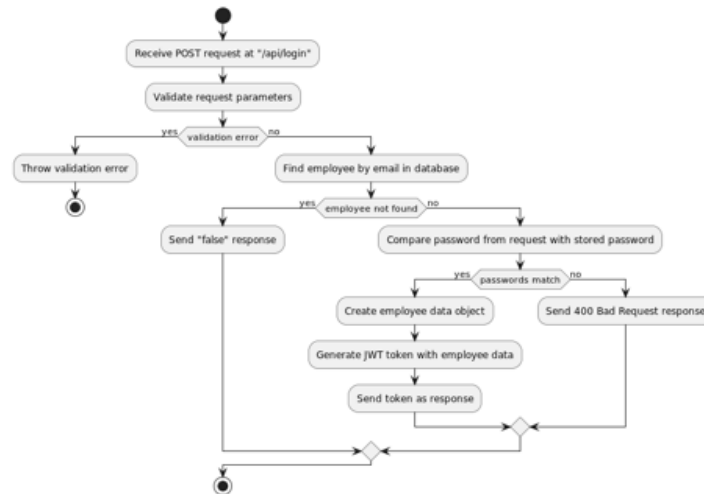 Receive POST request at "/api/login"
Validate request parameters
yes
validation error
no
Throw validation error
Find employee by email in database
yes
employee not found
no
Send "false" response
Compare password from request with stored password
yes
passwords match
no
Create employee data object
Send 400 Bad Request response
Generate JWT token with employee data
Send token as response